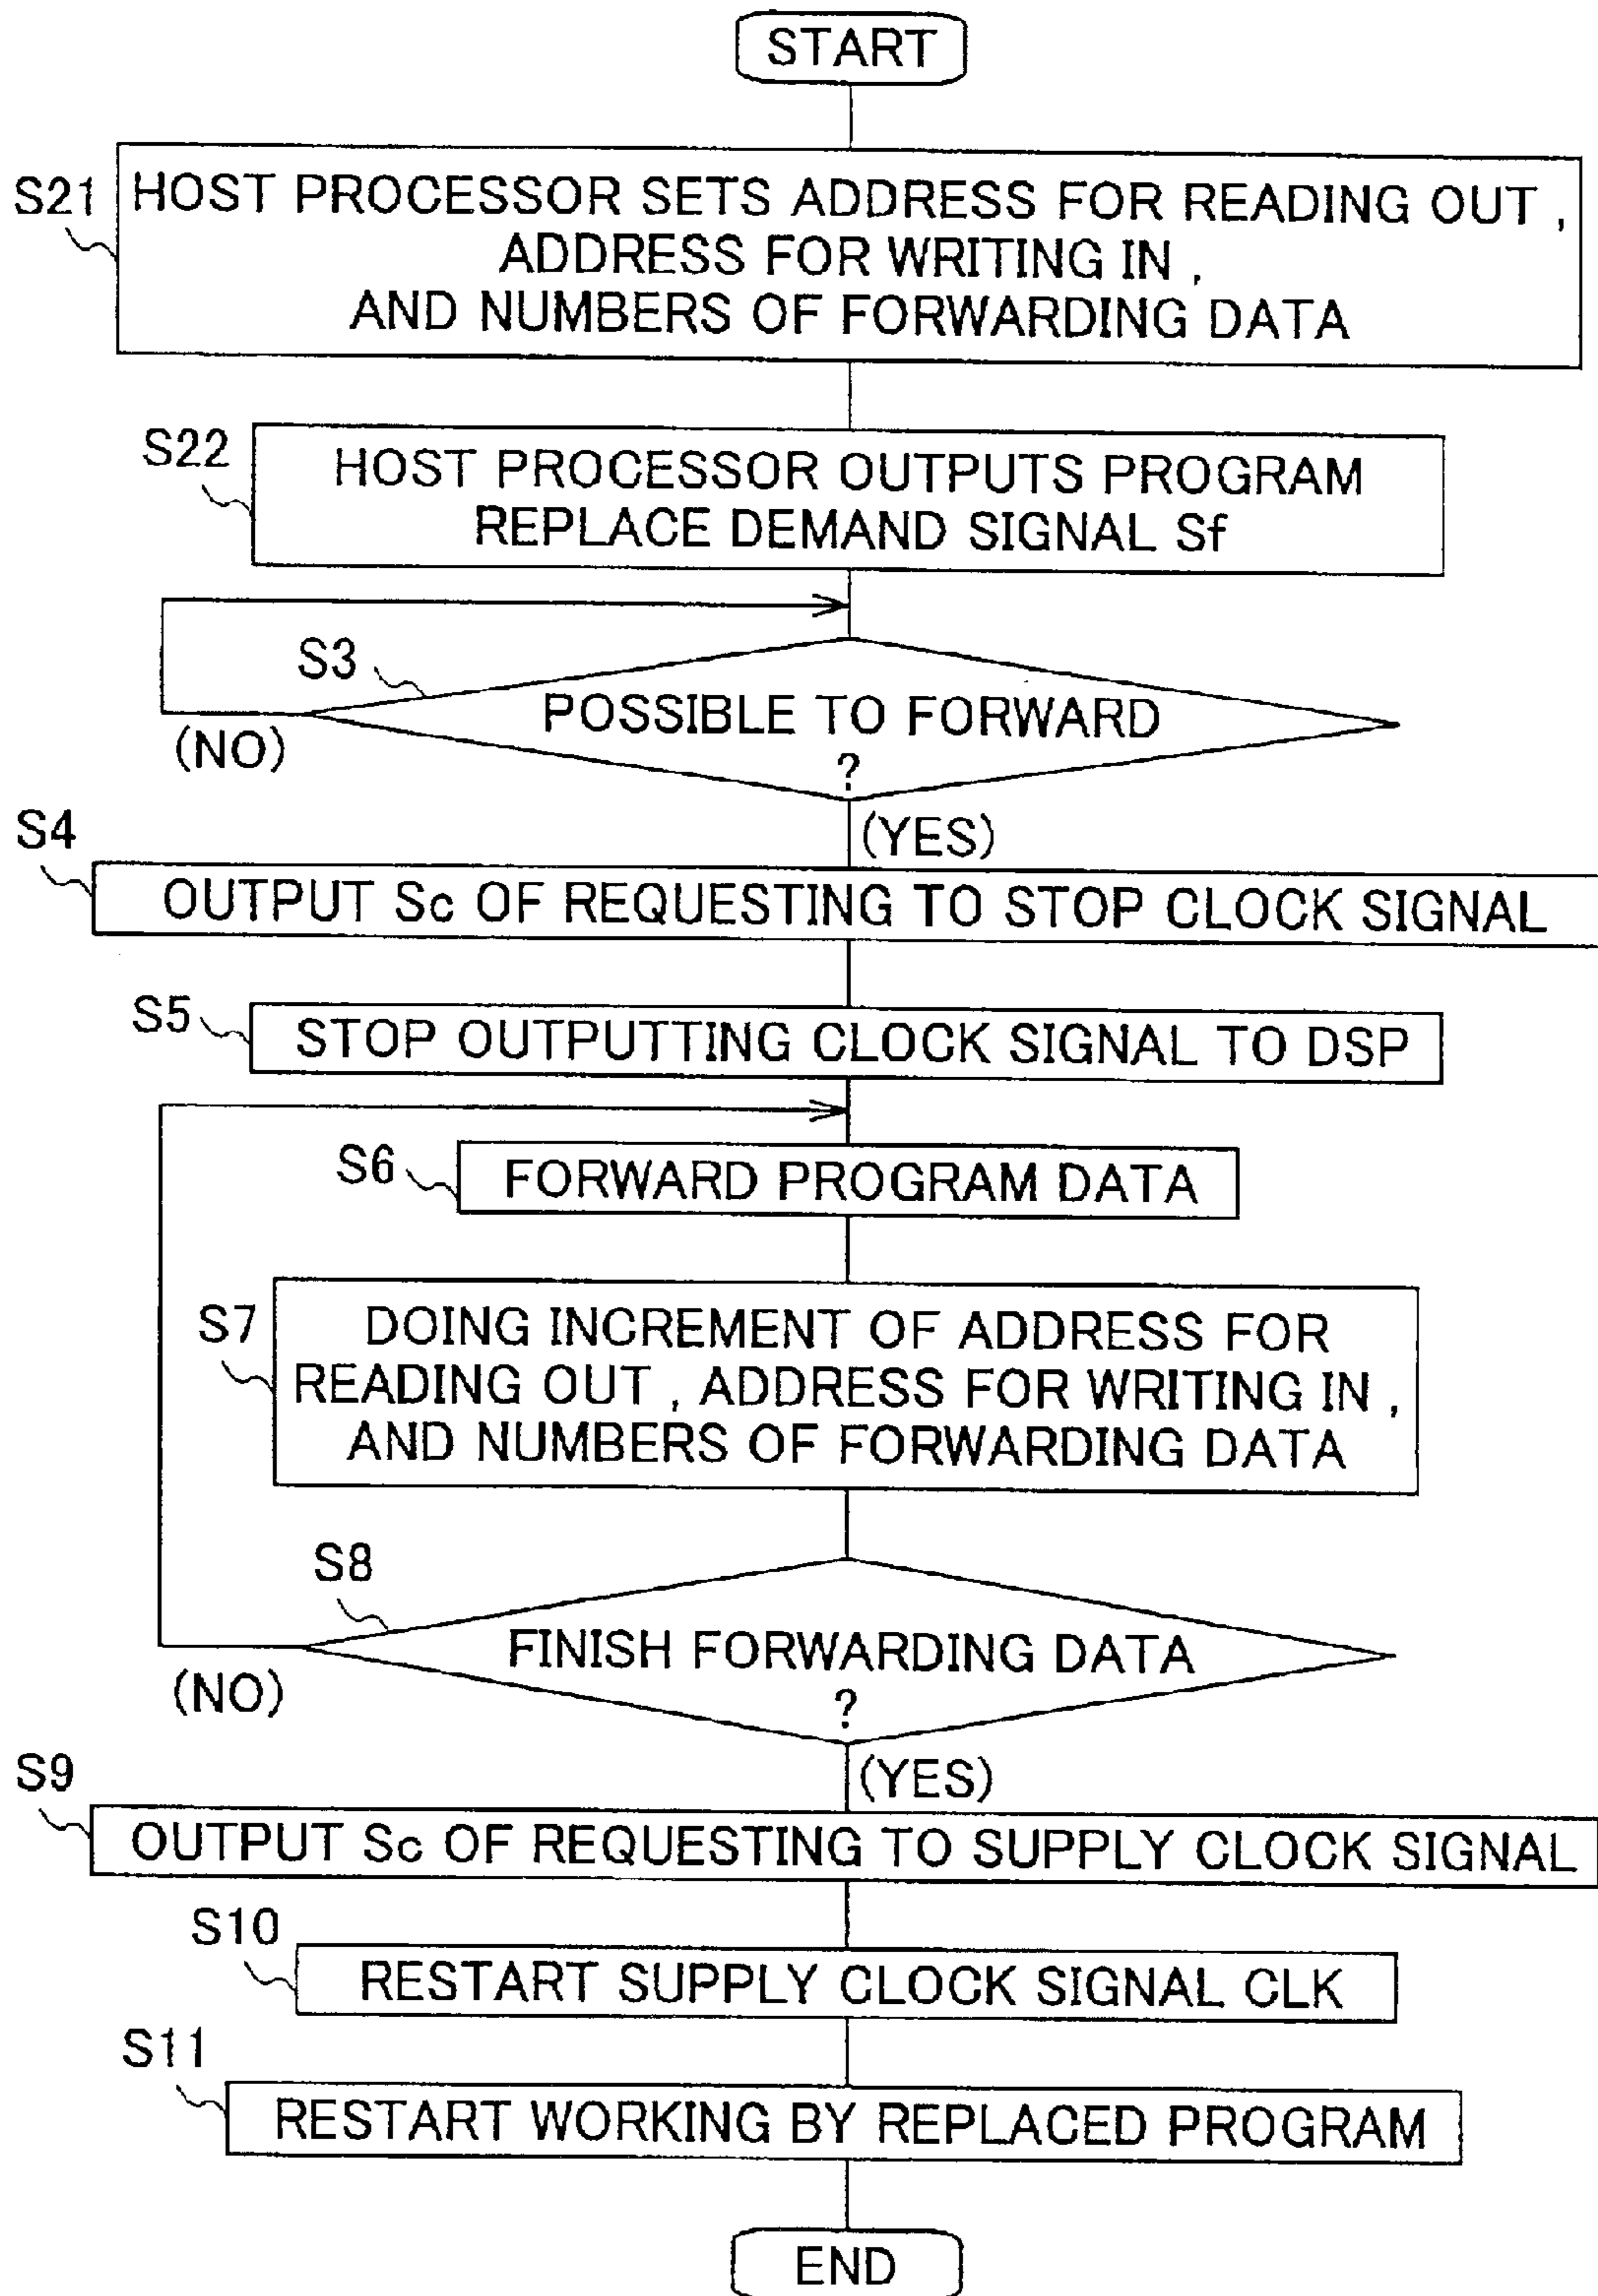 START
S21
HOST PROCESSOR SETS ADDRESS FOR READING OUT ,
ADDRESS FOR WRITING IN ,
AND NUMBERS OF FORWARDING DATA
S22
HOST PROCESSOR OUTPUTS PROGRAM
REPLACE DEMAND SIGNAL Sf
S3
POSSIBLE TO FORWARD
?
(NO)
(YES)
S4
OUTPUT Sc OF REQUESTING TO STOP CLOCK SIGNAL
S5
STOP OUTPUTTING CLOCK SIGNAL TO DSP
S6
FORWARD PROGRAM DATA
S7
DOING INCREMENT OF ADDRESS FOR
READING OUT , ADDRESS FOR WRITING IN ,
AND NUMBERS OF FORWARDING DATA
S8
FINISH FORWARDING DATA
?
(NO)
(YES)
S9
OUTPUT Sc OF REQUESTING TO SUPPLY CLOCK SIGNAL
S10
RESTART SUPPLY CLOCK SIGNAL CLK
S11
RESTART WORKING BY REPLACED PROGRAM
END